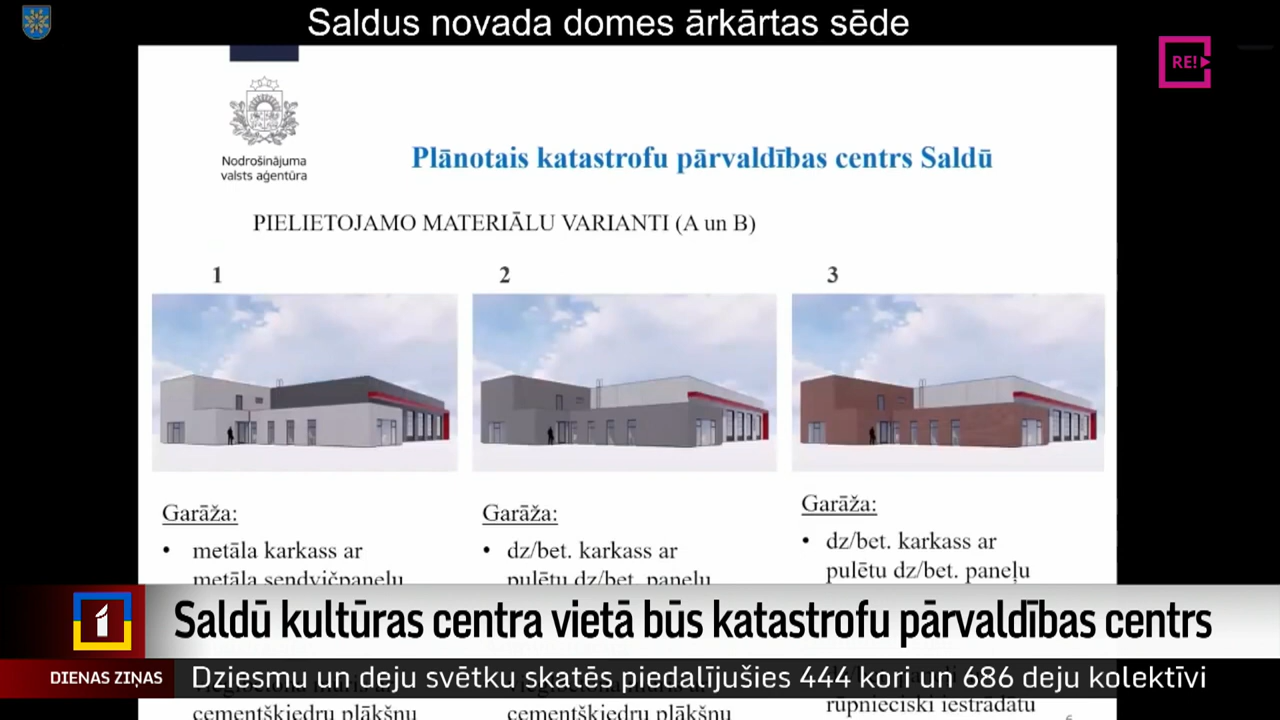 Saldus novada domes ārkārtas sēde
RE!
Nodrošinājuma
valsts aģentūra
Plānotais katastrofu pārvaldības centrs Saldū
PIELIETOJAMO MATERIĀLU VARIANTI (A un B)
1
2
3
Garāža:
• metāla karkass ar
metāla sendvičpaneļu
Garāža:
• dz/bet. karkass ar
pulētu dz/bet. paneļu
Garāža:
• dz/bet. karkass ar
pulētu dz/bet. paneļu
1
Saldū kultūras centra vietā būs katastrofu pārvaldības centrs
DIENAS ZIŅAS
Dziesmu un deju svētku skatēs piedalījušies 444 kori un 686 deju kolektīvi
cementšķiedru plākšņu
cementšķiedru plākšņu
rūpnieciski iestrādātu
6